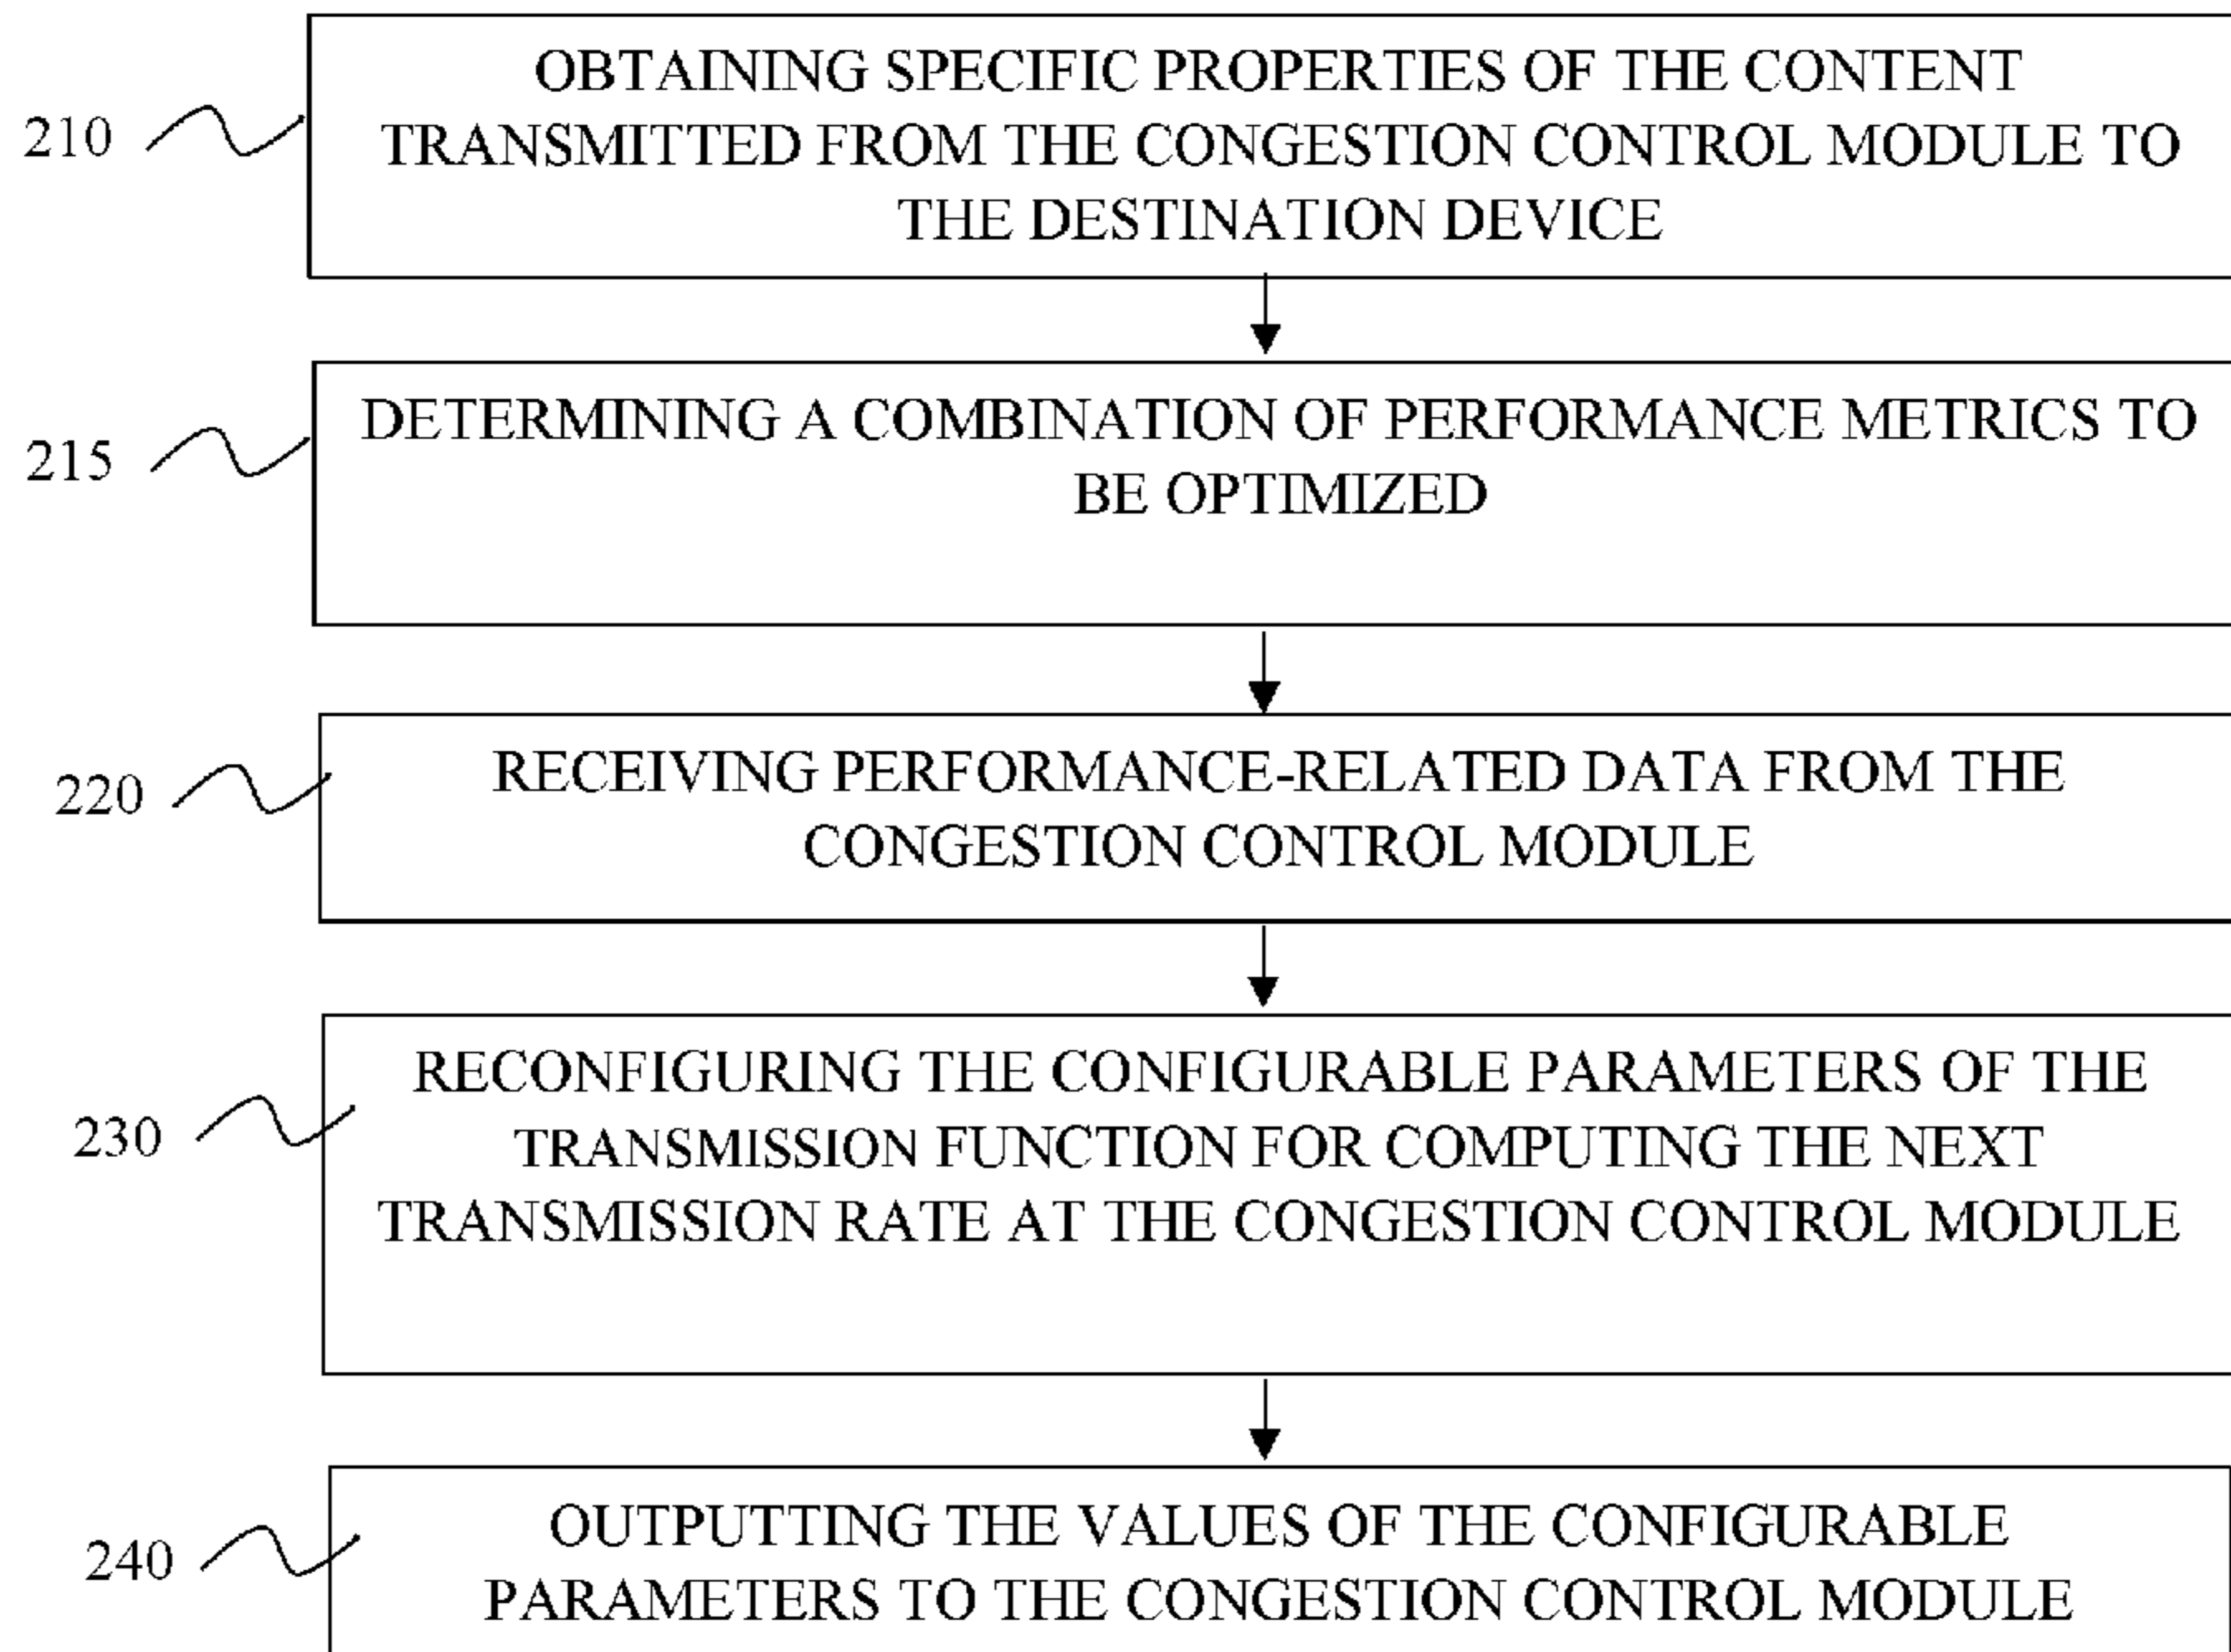 OBTAINING SPECIFIC PROPERTIES OF THE CONTENT
TRANSMITTED FROM THE CONGESTION CONTROL MODULE TO
THE DESTINATION DEVICE
210
DETERMINING A COMBINATION OF PERFORMANCE METRICS TO
BE OPTIMIZED
215
RECEIVING PERFORMANCE-RELATED DATA FROM THE
CONGESTION CONTROL MODULE
220
RECONFIGURING THE CONFIGURABLE PARAMETERS OF THE
TRANSMISSION FUNCTION FOR COMPUTING THE NEXT
TRANSMISSION RATE AT THE CONGESTION CONTROL MODULE
230
OUTPUTTING THE VALUES OF THE CONFIGURABLE
PARAMETERS TO THE CONGESTION CONTROL MODULE
240